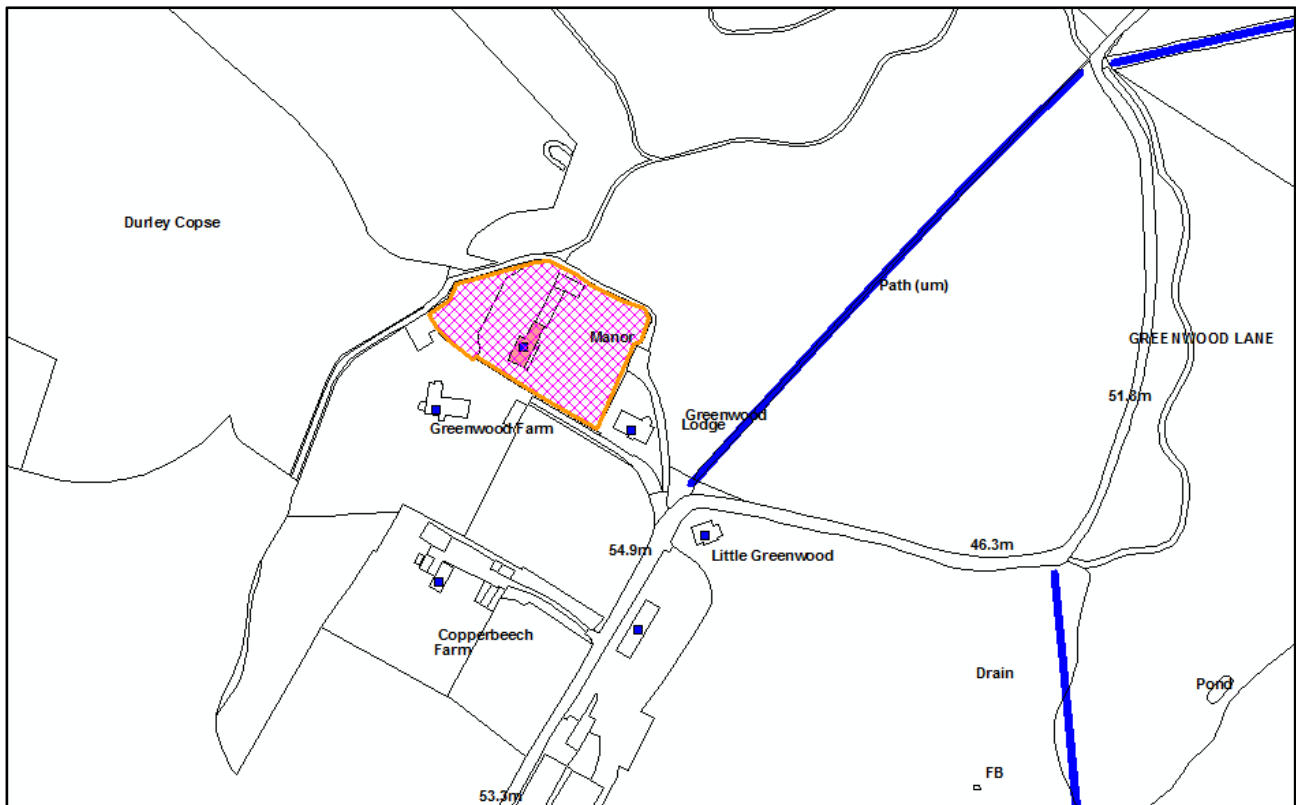 Durley Copse
Path (um)
Manor
GREENWOOD LANE
51.8m
Greenwood
Lodge
Greenwood Farm
54.9m
Little Greenwood
46.3m
Copperbeech
Farm
Drain
Pond
FB
53.3m